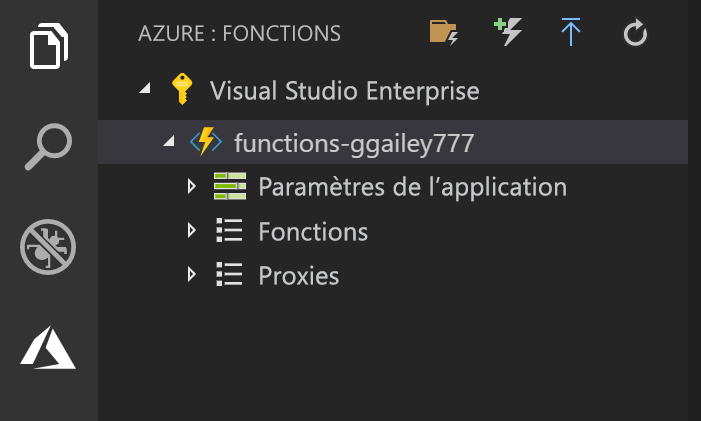 AZURE : FONCTIONS
Visual Studio Enterprise
functions-ggailey777
Paramètres de l’application
Fonctions
Proxies